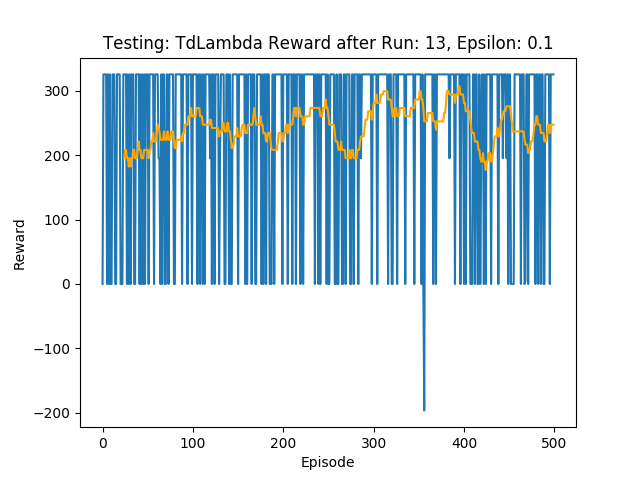 Testing: TdLambda Reward after Run: 13, Epsilon: 0.1
300
200
100
0
−100
−200
Reward
0 100 200 300 400 500
Episode